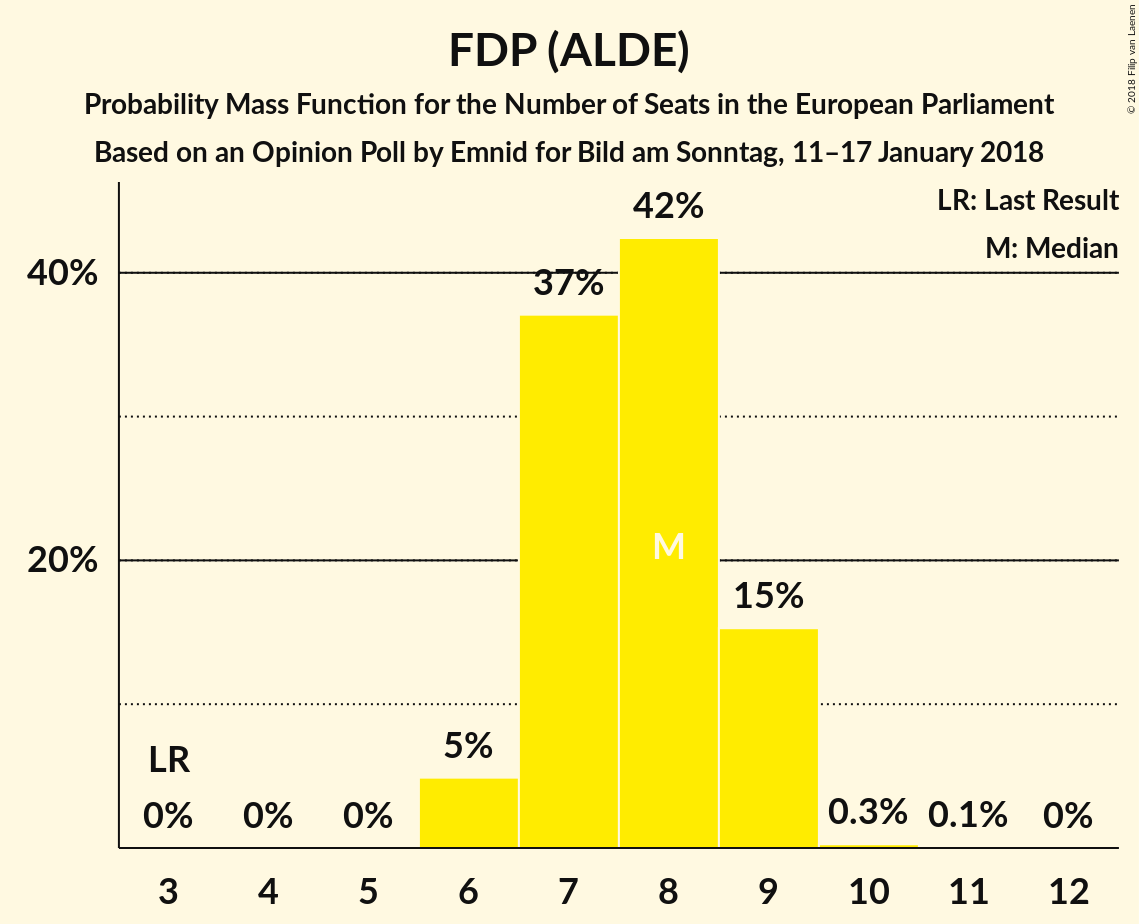 FDP (ALDE)
Probability Mass Function for the Number of Seats in the European Parliament
Based on an Opinion Poll by Emnid for Bild am Sonntag, 11–17 January 2018
© 2018 Filip van Laenen
LR: Last Result
M: Median
40%
20%
LR
0%
0%
0%
5%
37%
42%
M
15%
0.3%
0.1%
0%
3 4 5 6 7 8 9 10 11 12